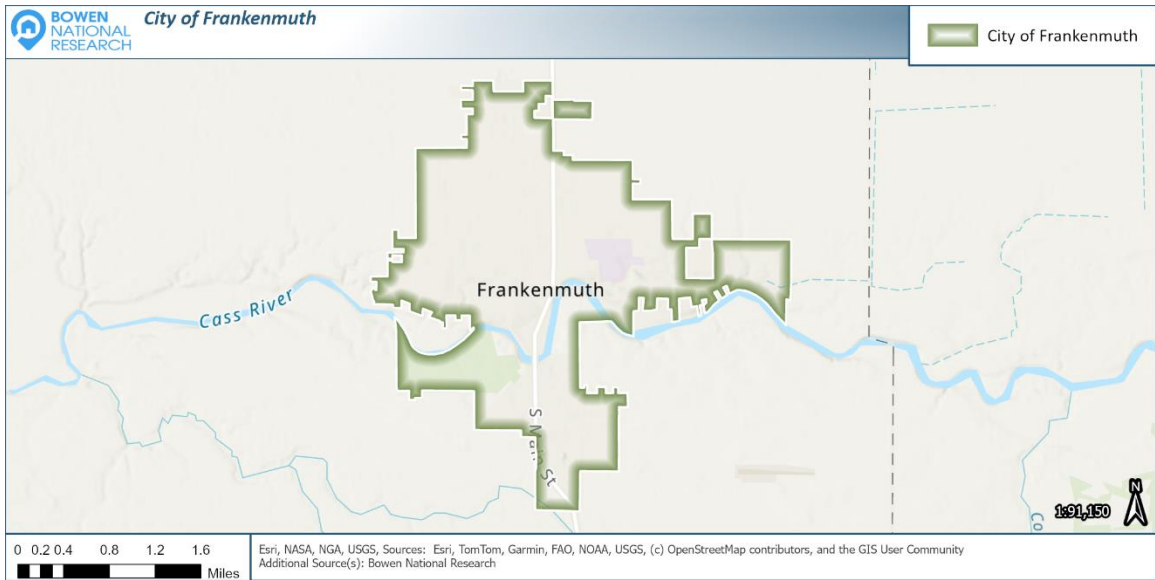 BOWEN
NATIONAL
RESEARCH
City of Frankenmuth
City of Frankenmuth
Frankenmuth
Cass River
S Main St
Co
N
1:91,150
0 0.2 0.4 0.8 1.2 1.6
Miles
Esri, NASA, NGA, USGS, Sources: Esri, TomTom, Garmin, FAO, NOAA, USGS, (c) OpenStreetMap contributors, and the GIS User Community
Additional Source(s): Bowen National Research